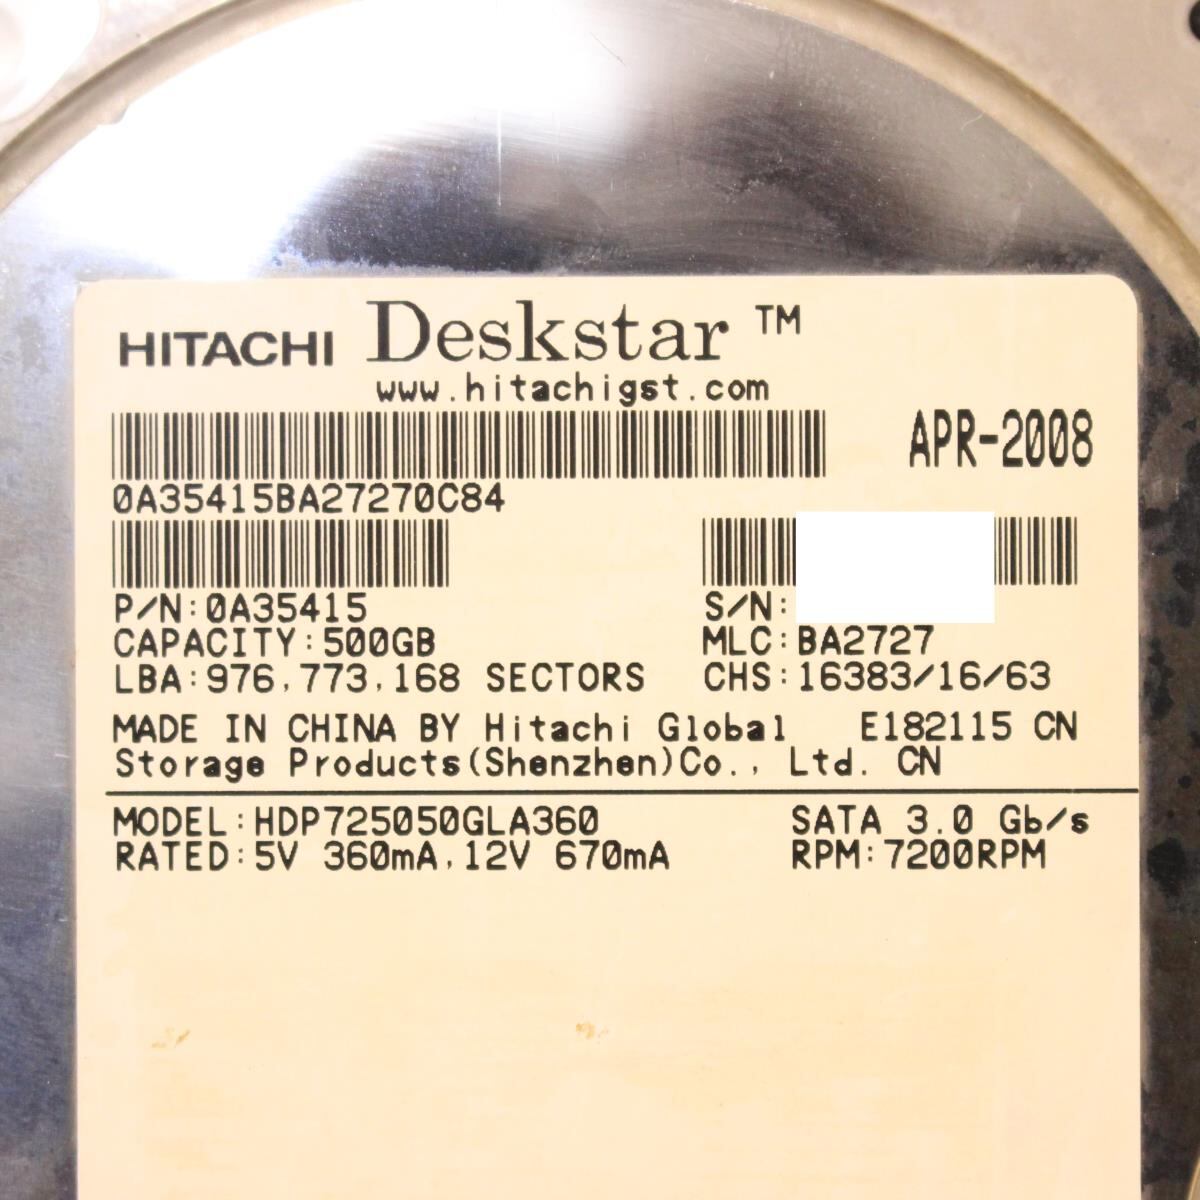 HITACHI Deskstar ™
www.hitachigst.com
APR-2008
0A35415BA27270C84
P/N:0A35415
S/N:
CAPACITY:500GB
MLC:BA2727
LBA:976,773,168 SECTORS
CHS:16383/16/63
MADE IN CHINA BY Hitachi Global
E182115 CN
Storage Products(Shenzhen)Co., Ltd. CN
MODEL:HDP725050GLA360
SATA 3.0 Gb/s
RATED:5V 360mA,12V 670mA
RPM:7200RPM